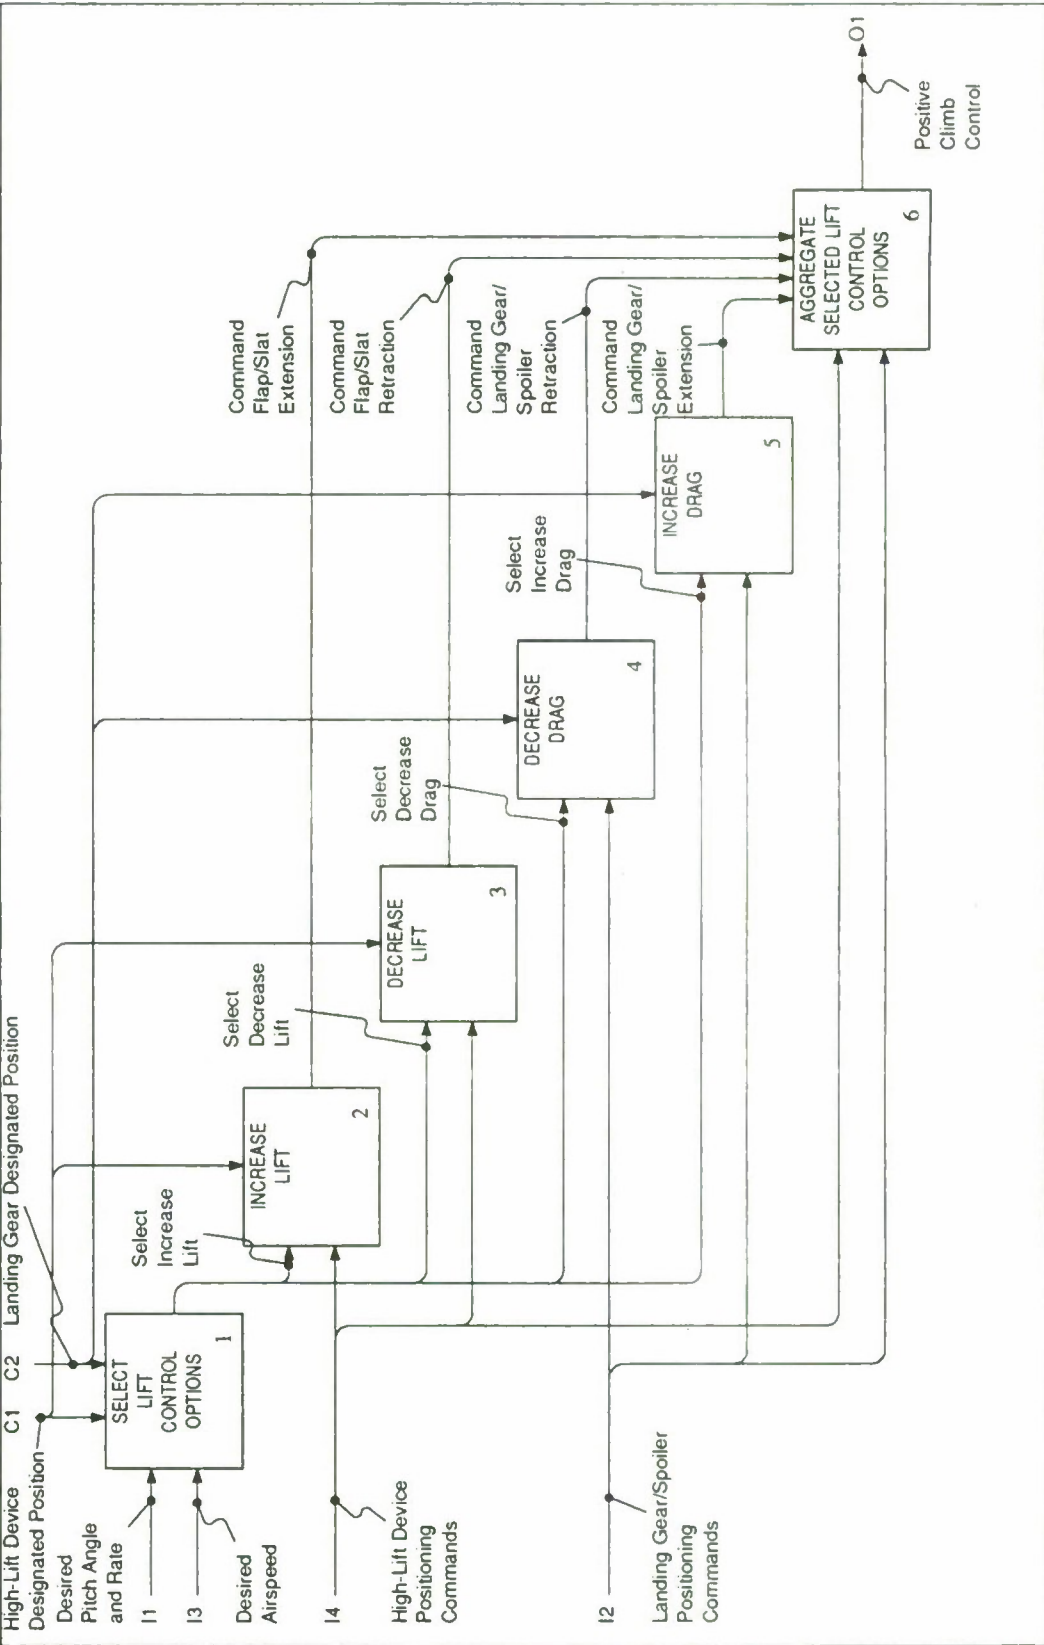 High-Lift Device
Designated Position
C1
C2
Landing Gear Designated Position
Desired
Pitch Angle
and Rate
I1
I3
Desired
Airspeed
I4
High-Lift Device
Positioning
Commands
I2
Landing Gear/Spoiler
Positioning
Commands
SELECT
LIFT
CONTROL
OPTIONS
1
Select
Increase
Lift
INCREASE
LIFT
2
Select
Decrease
Lift
DECREASE
LIFT
3
Select
Decrease
Drag
DECREASE
DRAG
4
Select
Increase
Drag
INCREASE
DRAG
5
Command
Flap/Slat
Extension
Command
Flap/Slat
Retraction
Command
Landing Gear/
Spoiler
Retraction
Command
Landing Gear/
Spoiler
Extension
AGGREGATE
SELECTED LIFT
CONTROL
OPTIONS
6
Positive
Climb
Control
O1